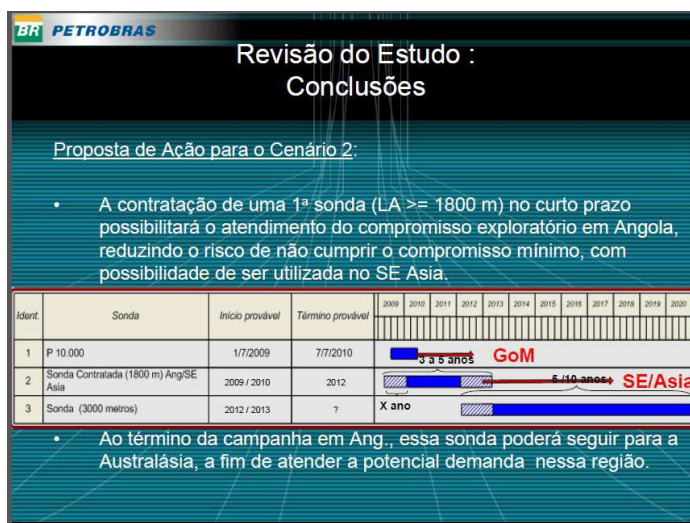 BR PETROBRAS
Revisão do Estudo :
Conclusões
Proposta de Ação para o Cenário 2:
• A contratação de uma 1ª sonda (LA >= 1800 m) no curto prazo
possibilitará o atendimento do compromisso exploratório em Angola,
reduzindo o risco de não cumprir o compromisso mínimo, com
possibilidade de ser utilizada no SE Asia.
Ident. Sonda Início provável Término provável 2009 2010 2011 2012 2013 2014 2015 2016 2017 2018 2019 2020
1 P 10.000 1/7/2009 7/7/2010 3 a 5 anos GoM
2 Sonda Contratada (1800 m) Ang/SE
Asia 2009 / 2010 2012 5 /10 anos SE/Asia
3 Sonda (3000 metros) 2012 / 2013 ? X ano
• Ao término da campanha em Ang., essa sonda poderá seguir para a
Australásia, a fim de atender a potencial demanda nessa região.